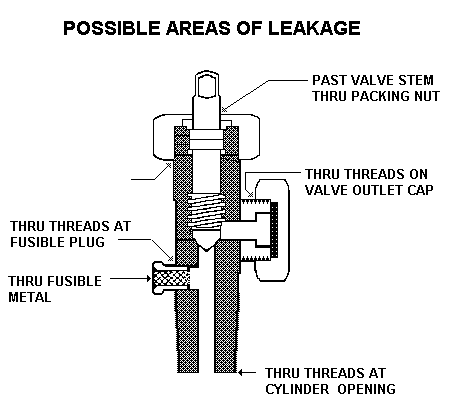 POSSIBLE AREAS OF LEAKAGE
PAST VALVE STEM
THRU PACKING NUT
THRU THREADS ON
VALVE OUTLET CAP
THRU THREADS AT
FUSIBLE PLUG
THRU FUSIBLE
METAL
THRU THREADS AT
CYLINDER OPENING